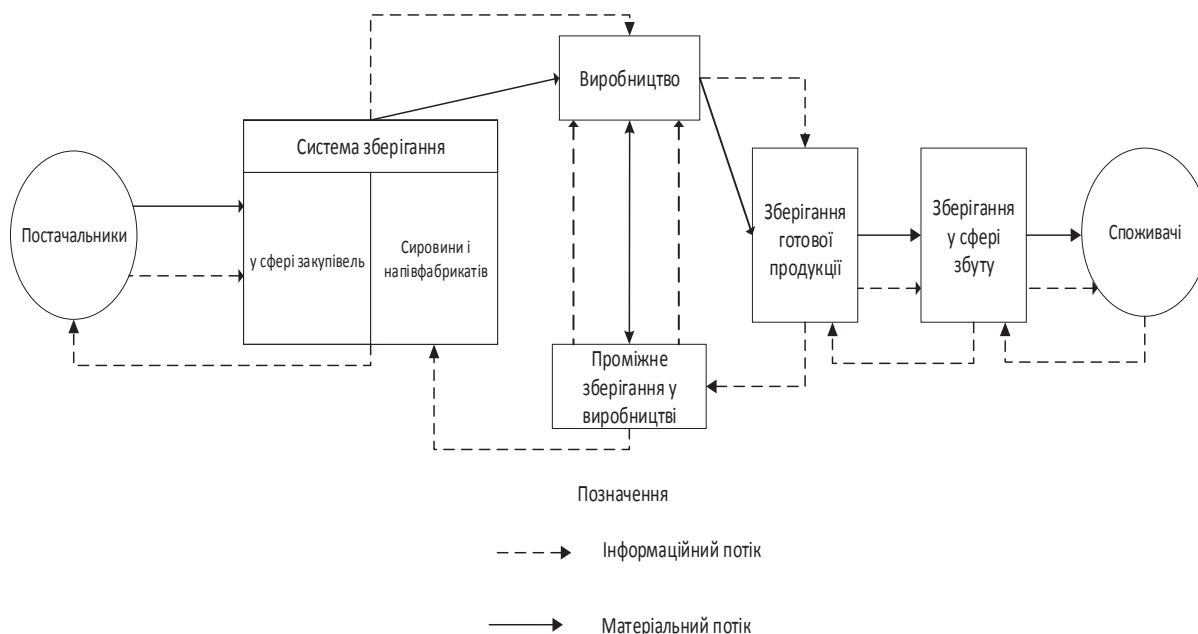 Виробництво
Система зберігання
Постачальники
у сфері закупівель
Сировини і
напівфабрикатів
Зберігання
готової
продукції
Зберігання
у сфері
збуту
Споживачі
Проміжне
зберігання у
виробництві
Позначення
Інформаційний потік
Матеріальний потік